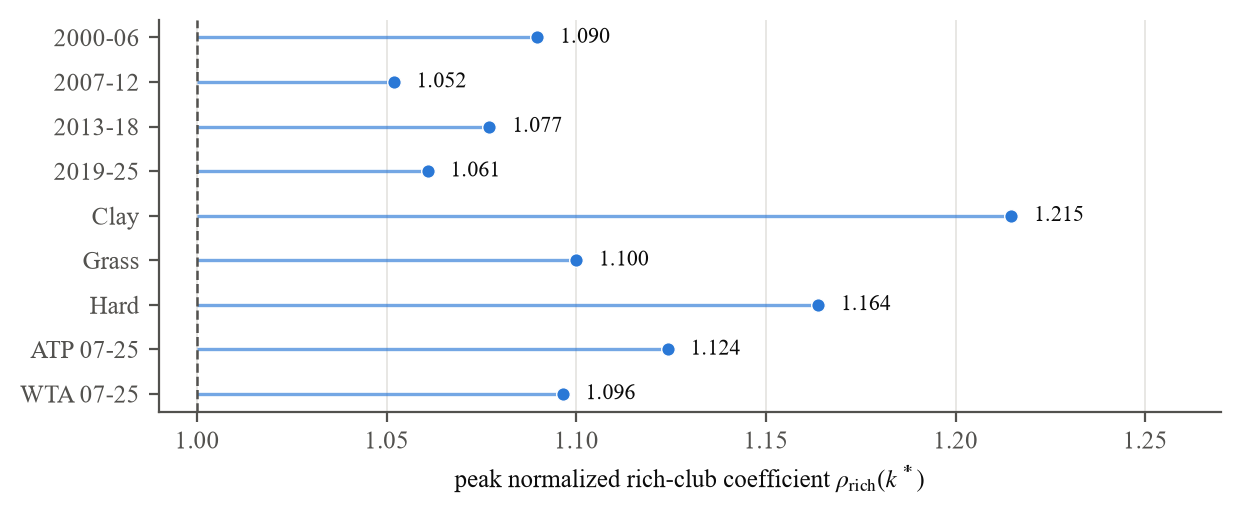 2000-06 1.090
2007-12 1.052
2013-18 1.077
2019-25 1.061
Clay 1.215
Grass 1.100
Hard 1.164
ATP 07-25 1.124
WTA 07-25 1.096
1.00 1.05 1.10 1.15 1.20 1.25
peak normalized rich-club coefficient ρ_rich(k*)